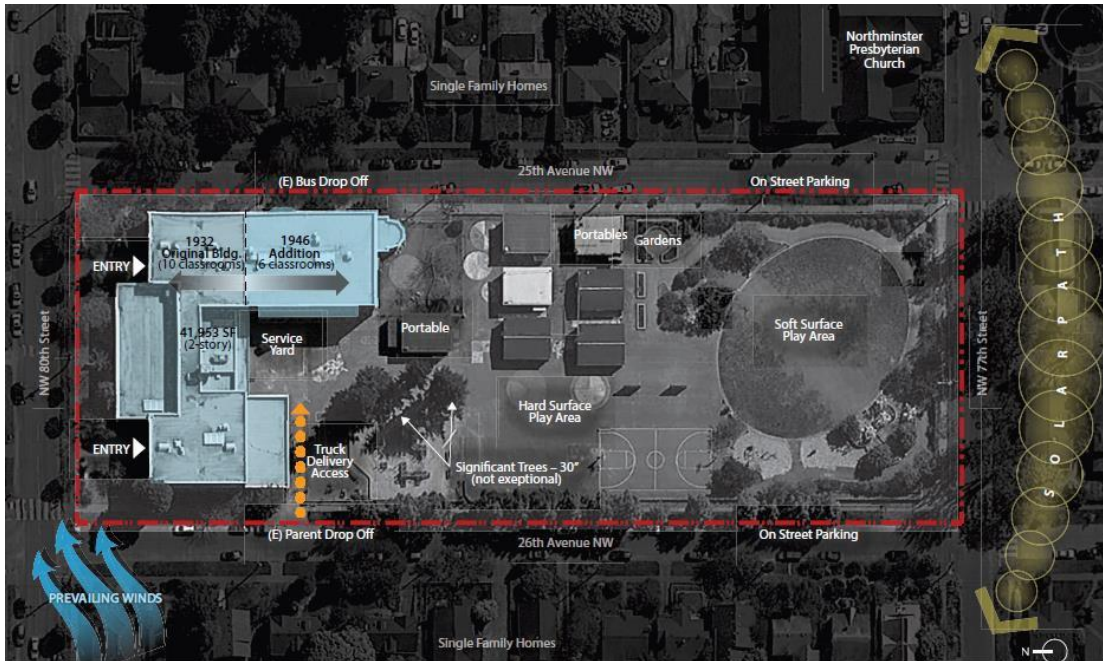 Northminster
Presbyterian
Church
Single Family Homes
25th Avenue NW
(E) Bus Drop Off
On Street Parking
1932
Original Bldg.
(10 classrooms)
1946
Addition
(6 classrooms)
Portables
Gardens
ENTRY
41,953 SF
(2-story)
Service
Yard
Portable
Soft Surface
Play Area
NW 80th Street
NW 77th Street
SOLAR PATH
Hard Surface
Play Area
ENTRY
Truck
Delivery
Access
Significant Trees – 30"
(not exeptional)
(E) Parent Drop Off
26th Avenue NW
On Street Parking
PREVAILING WINDS
Single Family Homes
N